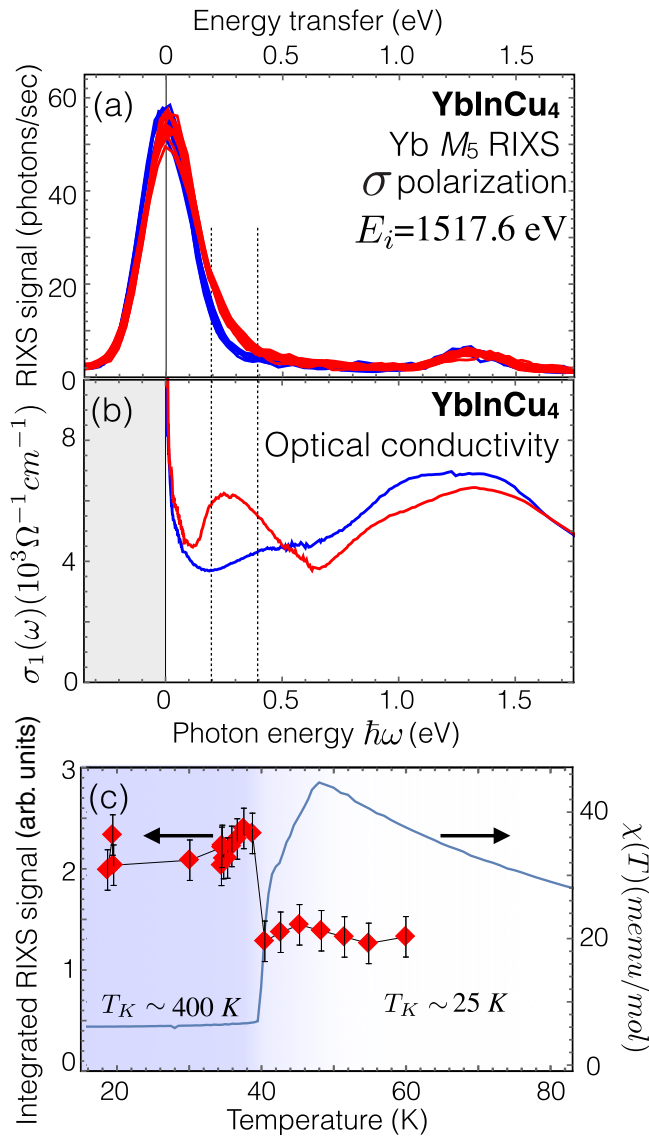 Energy transfer (eV)
0 0.5 1.0 1.5
(a)
YbInCu₄
Yb M₅ RIXS
σ polarization
Eᵢ=1517.6 eV
RIXS signal (photons/sec)
60
40
20
0
(b)
YbInCu₄
Optical conductivity
σ₁(ω)(10³Ω⁻¹cm⁻¹)
8
4
0
0 0.5 1.0 1.5
Photon energy ħω (eV)
(c)
Integrated RIXS signal (arb. units)
3
2
1
0
T_K ~ 400 K
T_K ~ 25 K
40
20
0
χ(T)(memu/mol)
20 40 60 80
Temperature (K)